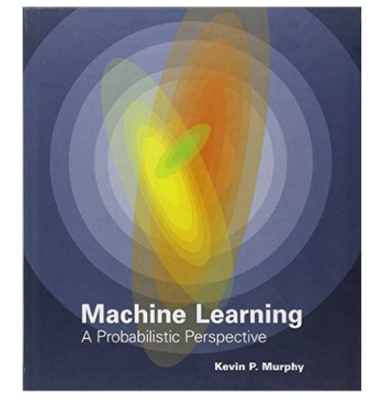 Machine Learning
A Probabilistic Perspective
Kevin P. Murphy